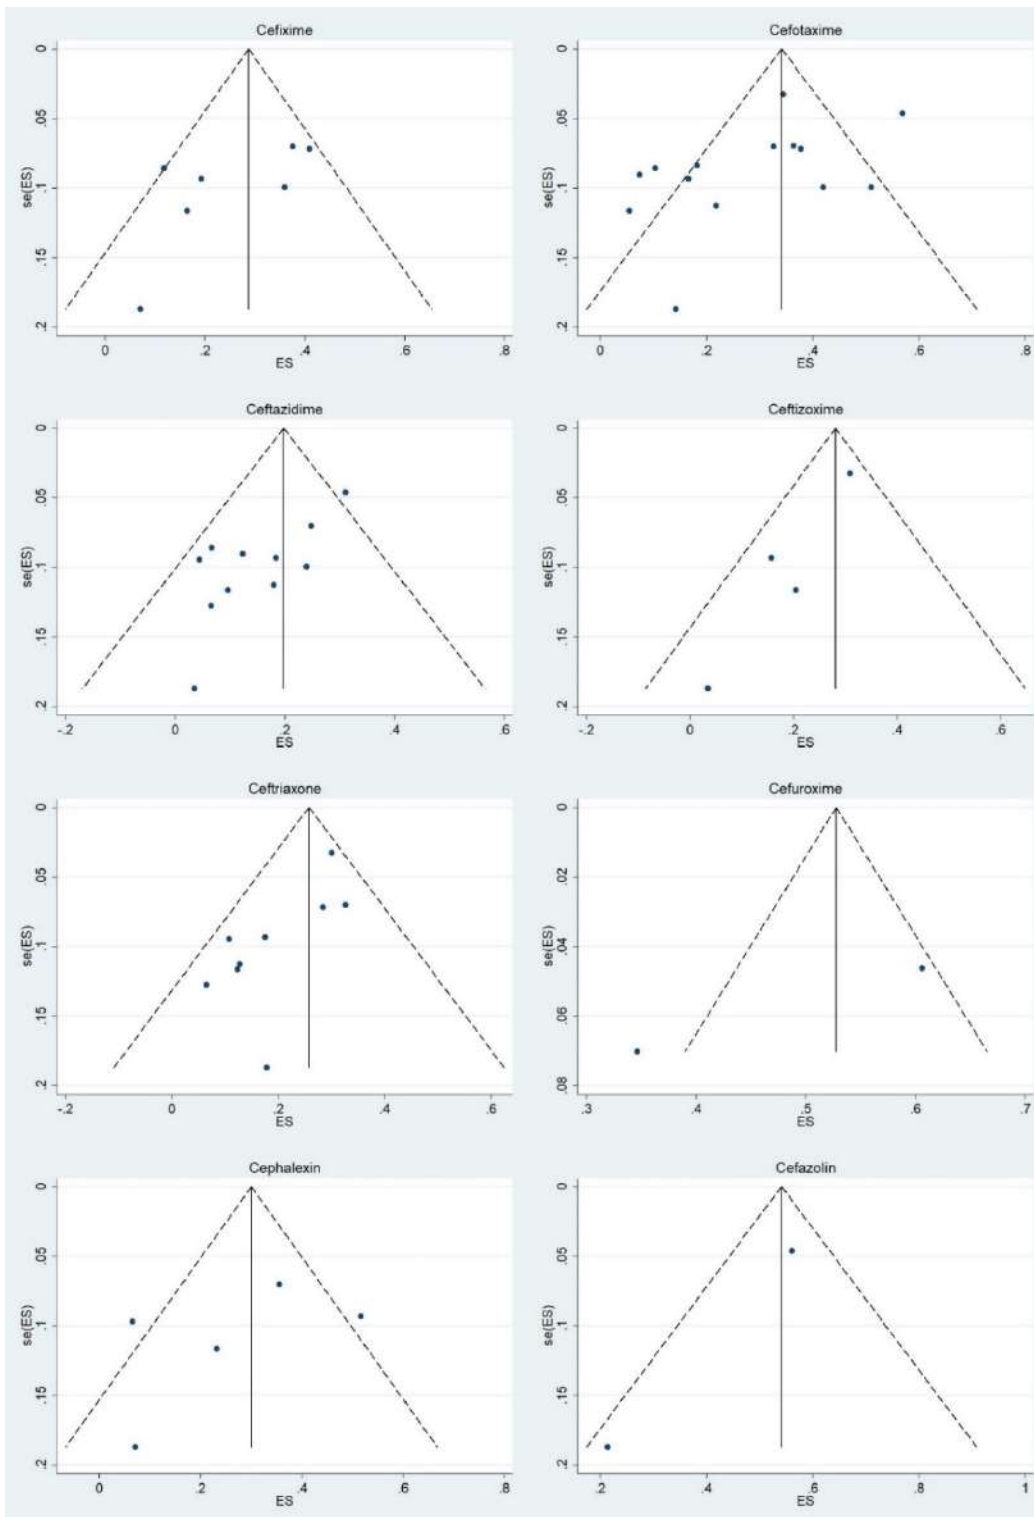 Cefixime
0
.05
.1
.15
.2
se(ES)
0 .2 .4 .6 .8
ES
Cefotaxime
0
.05
.1
.15
.2
se(ES)
0 .2 .4 .6 .8
ES
Ceftazidime
0
.05
.1
.15
.2
se(ES)
-.2 0 .2 .4 .6
ES
Ceftizoxime
0
.05
.1
.15
.2
se(ES)
-.2 0 .2 .4 .6
ES
Ceftriaxone
0
.05
.1
.15
.2
se(ES)
-.2 0 .2 .4 .6
ES
Cefuroxime
0
.02
.04
.06
.08
se(ES)
.3 .4 .5 .6 .7
ES
Cephalexin
0
.05
.1
.15
.2
se(ES)
0 .2 .4 .6 .8
ES
Cefazolin
0
.05
.1
.15
.2
se(ES)
.2 .4 .6 .8 1
ES